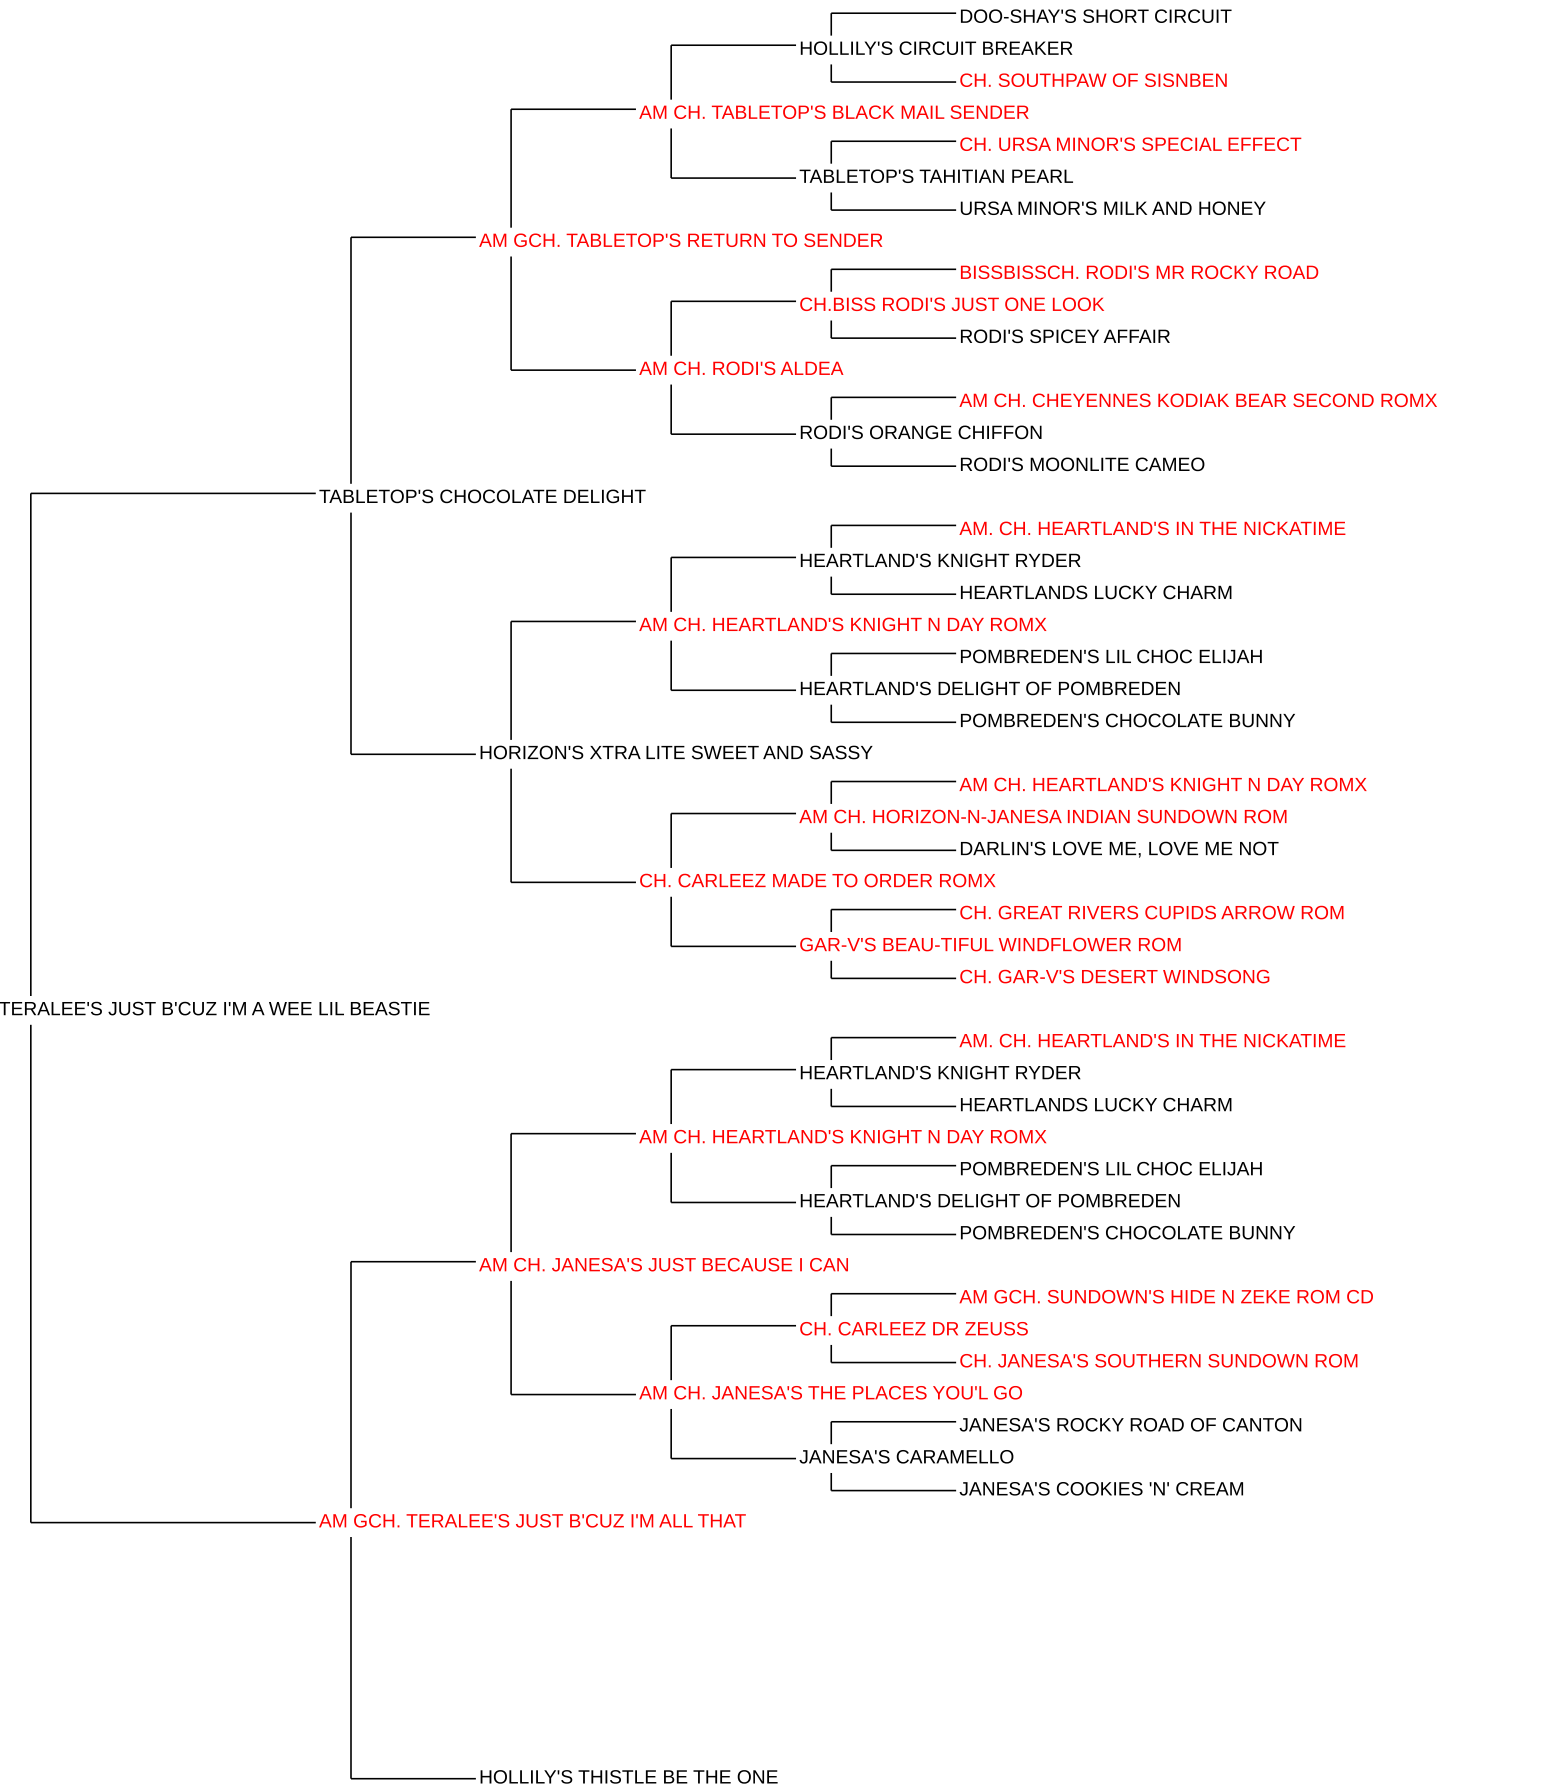 DOO-SHAY'S SHORT CIRCUIT
HOLLILY'S CIRCUIT BREAKER
CH. SOUTHPAW OF SISNBEN
AM CH. TABLETOP'S BLACK MAIL SENDER
CH. URSA MINOR'S SPECIAL EFFECT
TABLETOP'S TAHITIAN PEARL
URSA MINOR'S MILK AND HONEY
AM GCH. TABLETOP'S RETURN TO SENDER
BISSBISSCH. RODI'S MR ROCKY ROAD
CH.BISS RODI'S JUST ONE LOOK
RODI'S SPICEY AFFAIR
AM CH. RODI'S ALDEA
AM CH. CHEYENNES KODIAK BEAR SECOND ROMX
RODI'S ORANGE CHIFFON
RODI'S MOONLITE CAMEO
TABLETOP'S CHOCOLATE DELIGHT
AM. CH. HEARTLAND'S IN THE NICKATIME
HEARTLAND'S KNIGHT RYDER
HEARTLANDS LUCKY CHARM
AM CH. HEARTLAND'S KNIGHT N DAY ROMX
POMBREDEN'S LIL CHOC ELIJAH
HEARTLAND'S DELIGHT OF POMBREDEN
POMBREDEN'S CHOCOLATE BUNNY
HORIZON'S XTRA LITE SWEET AND SASSY
AM CH. HEARTLAND'S KNIGHT N DAY ROMX
AM CH. HORIZON-N-JANESA INDIAN SUNDOWN ROM
DARLIN'S LOVE ME, LOVE ME NOT
CH. CARLEEZ MADE TO ORDER ROMX
CH. GREAT RIVERS CUPIDS ARROW ROM
GAR-V'S BEAU-TIFUL WINDFLOWER ROM
CH. GAR-V'S DESERT WINDSONG
TERALEE'S JUST B'CUZ I'M A WEE LIL BEASTIE
AM. CH. HEARTLAND'S IN THE NICKATIME
HEARTLAND'S KNIGHT RYDER
HEARTLANDS LUCKY CHARM
AM CH. HEARTLAND'S KNIGHT N DAY ROMX
POMBREDEN'S LIL CHOC ELIJAH
HEARTLAND'S DELIGHT OF POMBREDEN
POMBREDEN'S CHOCOLATE BUNNY
AM CH. JANESA'S JUST BECAUSE I CAN
AM GCH. SUNDOWN'S HIDE N ZEKE ROM CD
CH. CARLEEZ DR ZEUSS
CH. JANESA'S SOUTHERN SUNDOWN ROM
AM CH. JANESA'S THE PLACES YOU'L GO
JANESA'S ROCKY ROAD OF CANTON
JANESA'S CARAMELLO
JANESA'S COOKIES 'N' CREAM
AM GCH. TERALEE'S JUST B'CUZ I'M ALL THAT
HOLLILY'S THISTLE BE THE ONE